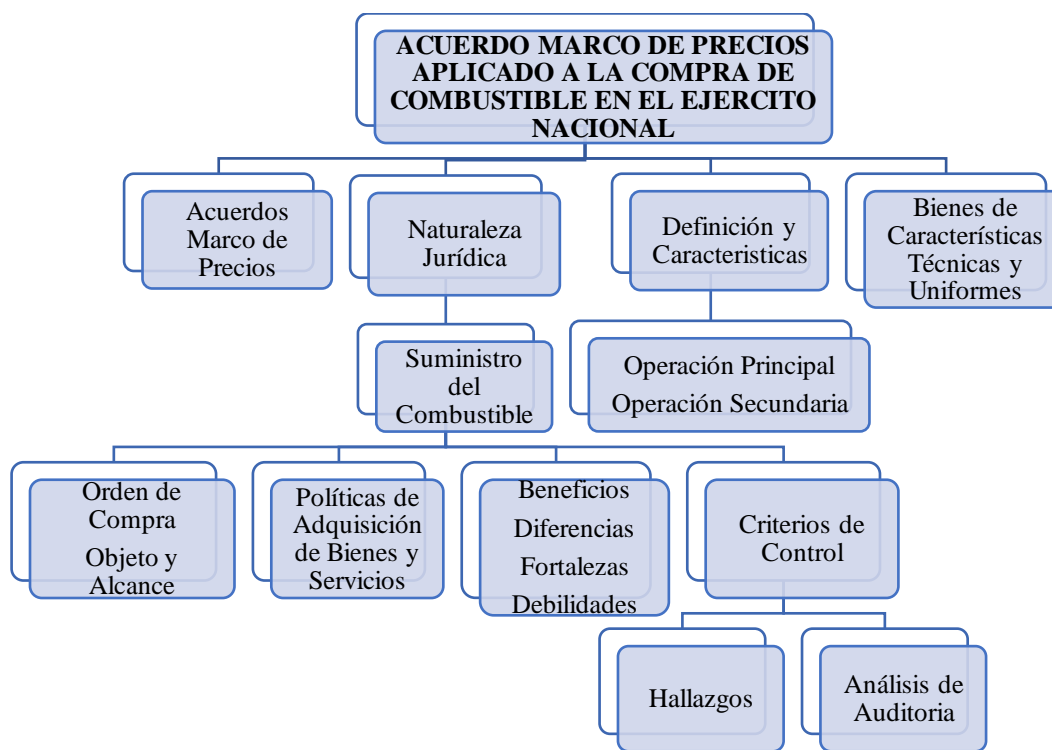 ACUERDO MARCO DE PRECIOS
APLICADO A LA COMPRA DE
COMBUSTIBLE EN EL EJERCITO
NACIONAL
Acuerdos
Marco de
Precios
Naturaleza
Jurídica
Definición y
Caracteristicas
Bienes de
Características
Técnicas y
Uniformes
Suministro
del
Combustible
Operación Principal
Operación Secundaria
Orden de
Compra
Objeto y
Alcance
Políticas de
Adquisición
de Bienes y
Servicios
Beneficios
Diferencias
Fortalezas
Debilidades
Criterios de
Control
Hallazgos
Análisis de
Auditoria